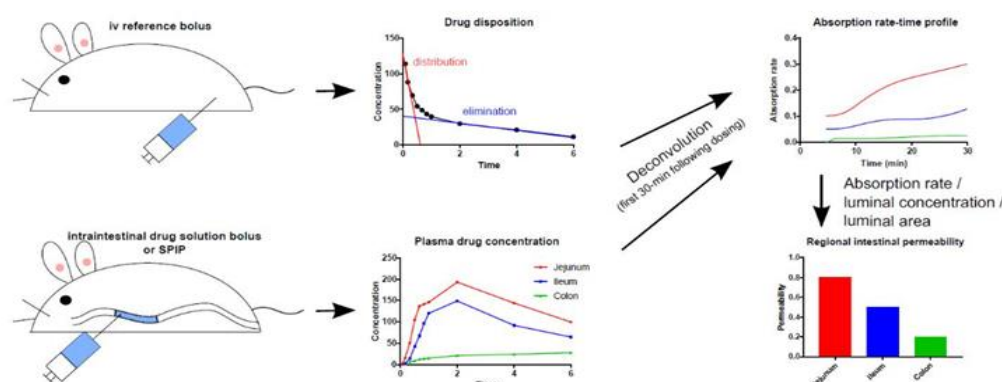 iv reference bolus
Drug disposition
Concentration
150
100
50
0
0
2
4
6
Time
distribution
elimination
intraintestinal drug solution bolus
or SPIP
Plasma drug concentration
Concentration
250
200
150
100
50
0
0
2
4
6
Jejunum
Ileum
Colon
Deconvolution
(first 30-min following dosing)
Absorption rate-time profile
Absorption rate
0.4
0.3
0.2
0.1
0.0
0
10
20
30
Time (min)
Absorption rate /
luminal concentration /
luminal area
Regional intestinal permeability
Permeability
1.0
0.8
0.6
0.4
0.2
0.0
Ileum
Colon